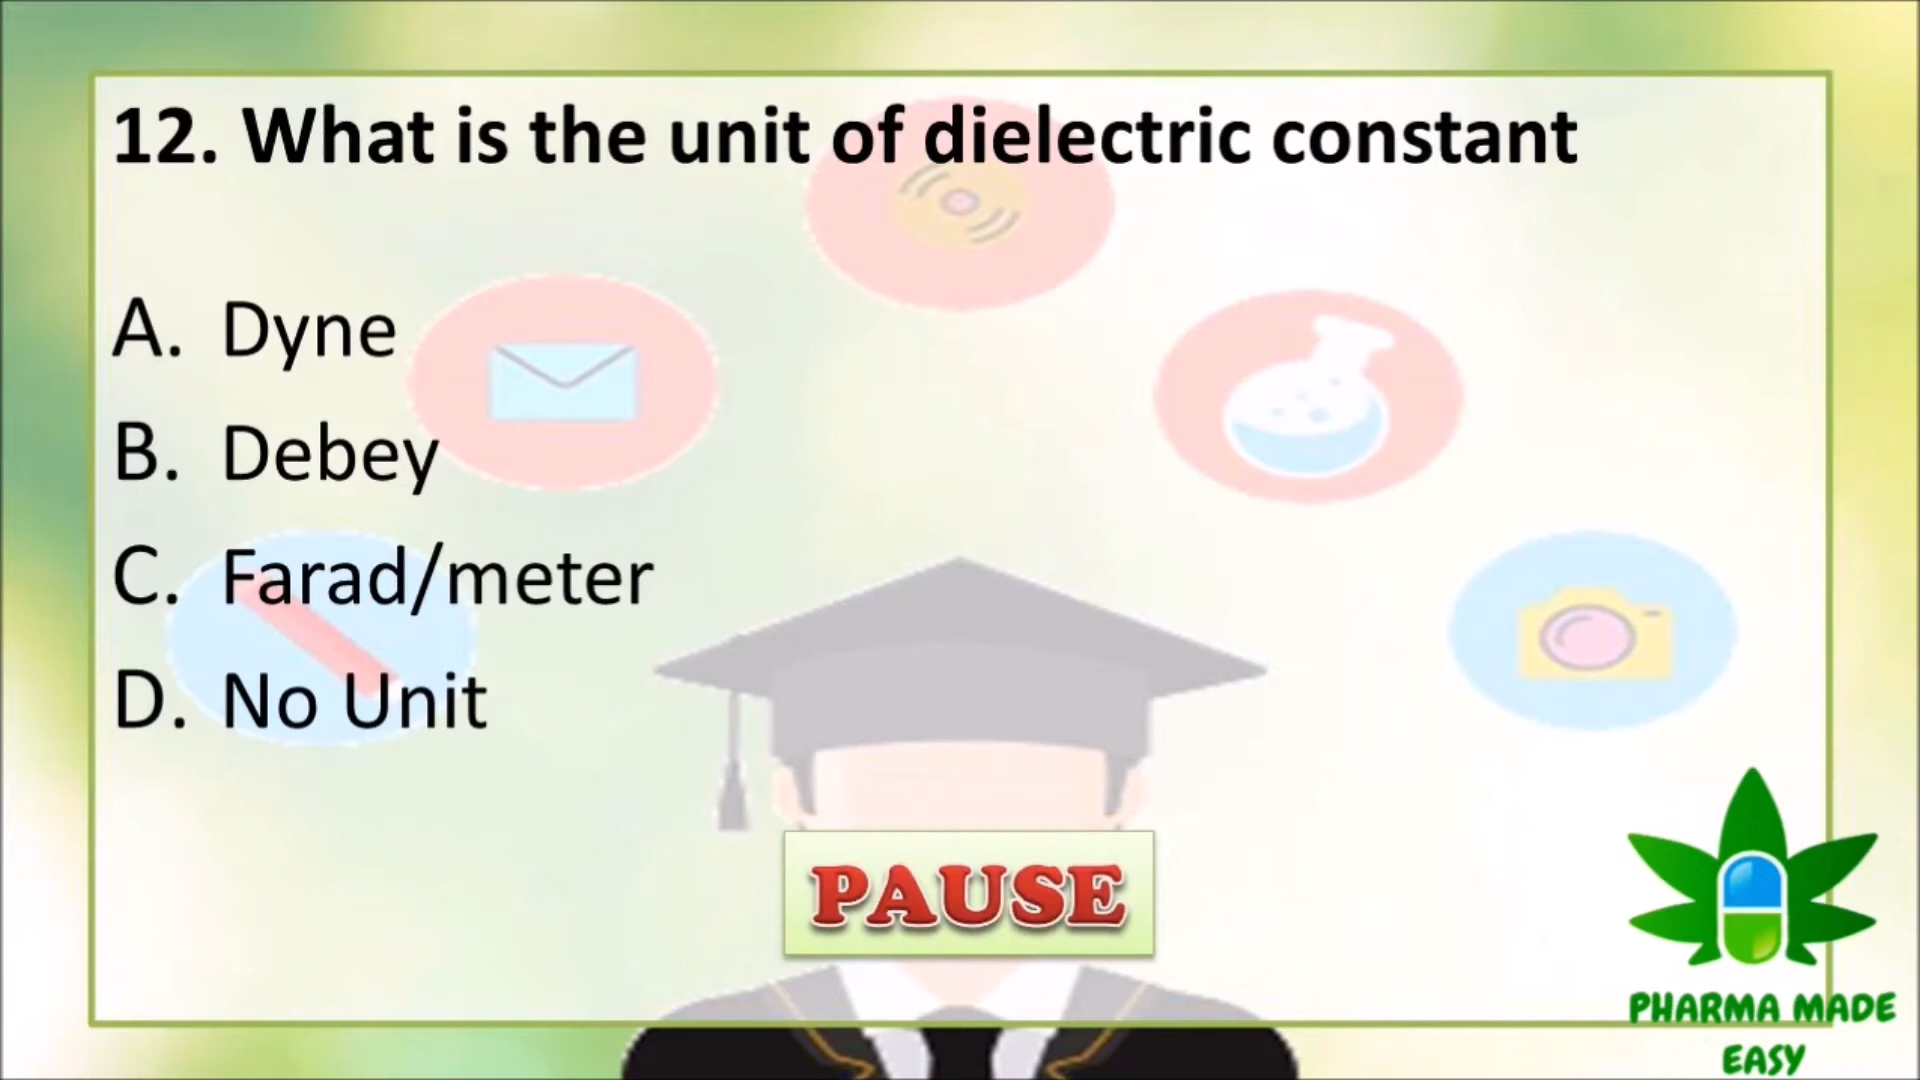 12. What is the unit of dielectric constant
A. Dyne
B. Debey
C. Farad/meter
D. No Unit
PAUSE
PHARMA MADE
EASY